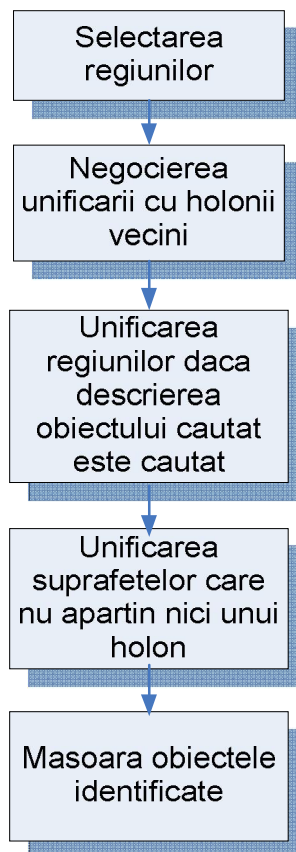 Selectarea
regiunilor
Negocierea
unificarii cu holonii
vecini
Unificarea
regiunilor daca
descrierea
obiectului cautat
este cautat
Unificarea
suprafetelor care
nu apartin nici unui
holon
Masoara obiectele
identificate